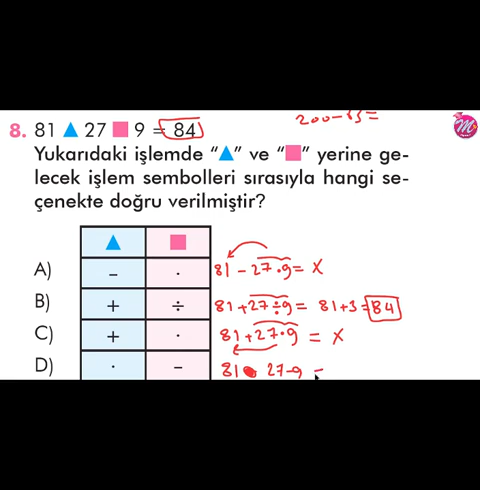 200-85=
8. 81 ▲ 27 ■ 9 = 84
Yukarıdaki işlemde “▲” ve “■” yerine ge-
lecek işlem sembolleri sırasıyla hangi se-
çenekte doğru verilmiştir?
▲ ■
A) - · 81 - 27 · 9 = x
B) + ÷ 81 + 27 ÷ 9 = 81 + 3 = 84
C) + · 81 + 27 · 9 = x
D) · - 81 · 27 - 9 =